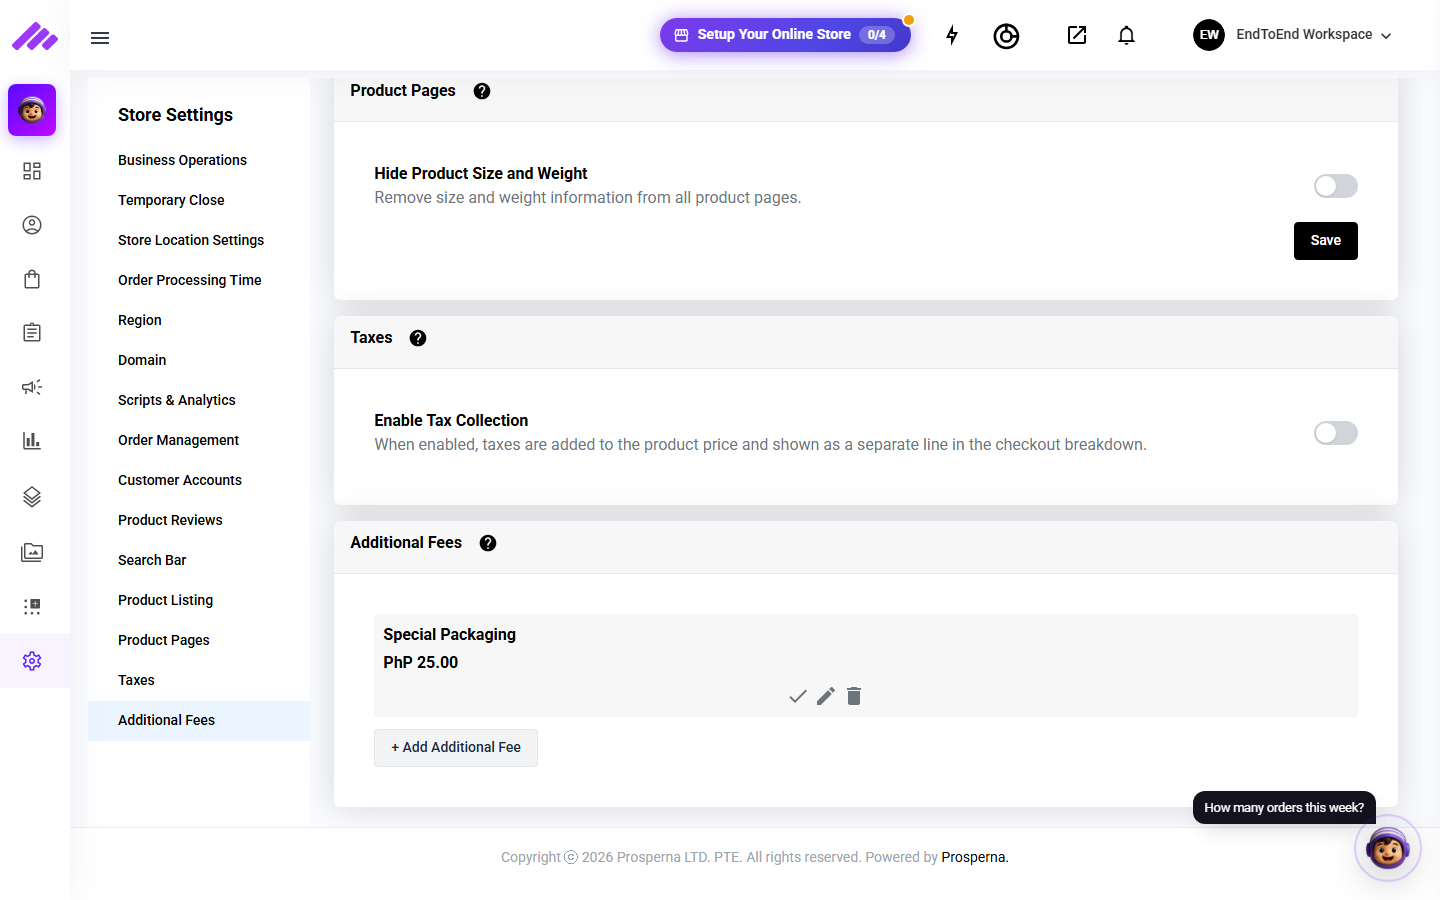 Setup Your Online Store 0/4
EW EndToEnd Workspace
Store Settings
Business Operations
Temporary Close
Store Location Settings
Order Processing Time
Region
Domain
Scripts & Analytics
Order Management
Customer Accounts
Product Reviews
Search Bar
Product Listing
Product Pages
Taxes
Additional Fees
Product Pages ?
Hide Product Size and Weight
Remove size and weight information from all product pages.
Save
Taxes ?
Enable Tax Collection
When enabled, taxes are added to the product price and shown as a separate line in the checkout breakdown.
Additional Fees ?
Special Packaging
PhP 25.00
+ Add Additional Fee
How many orders this week?
Copyright © 2026 Prosperna LTD. PTE. All rights reserved. Powered by Prosperna.